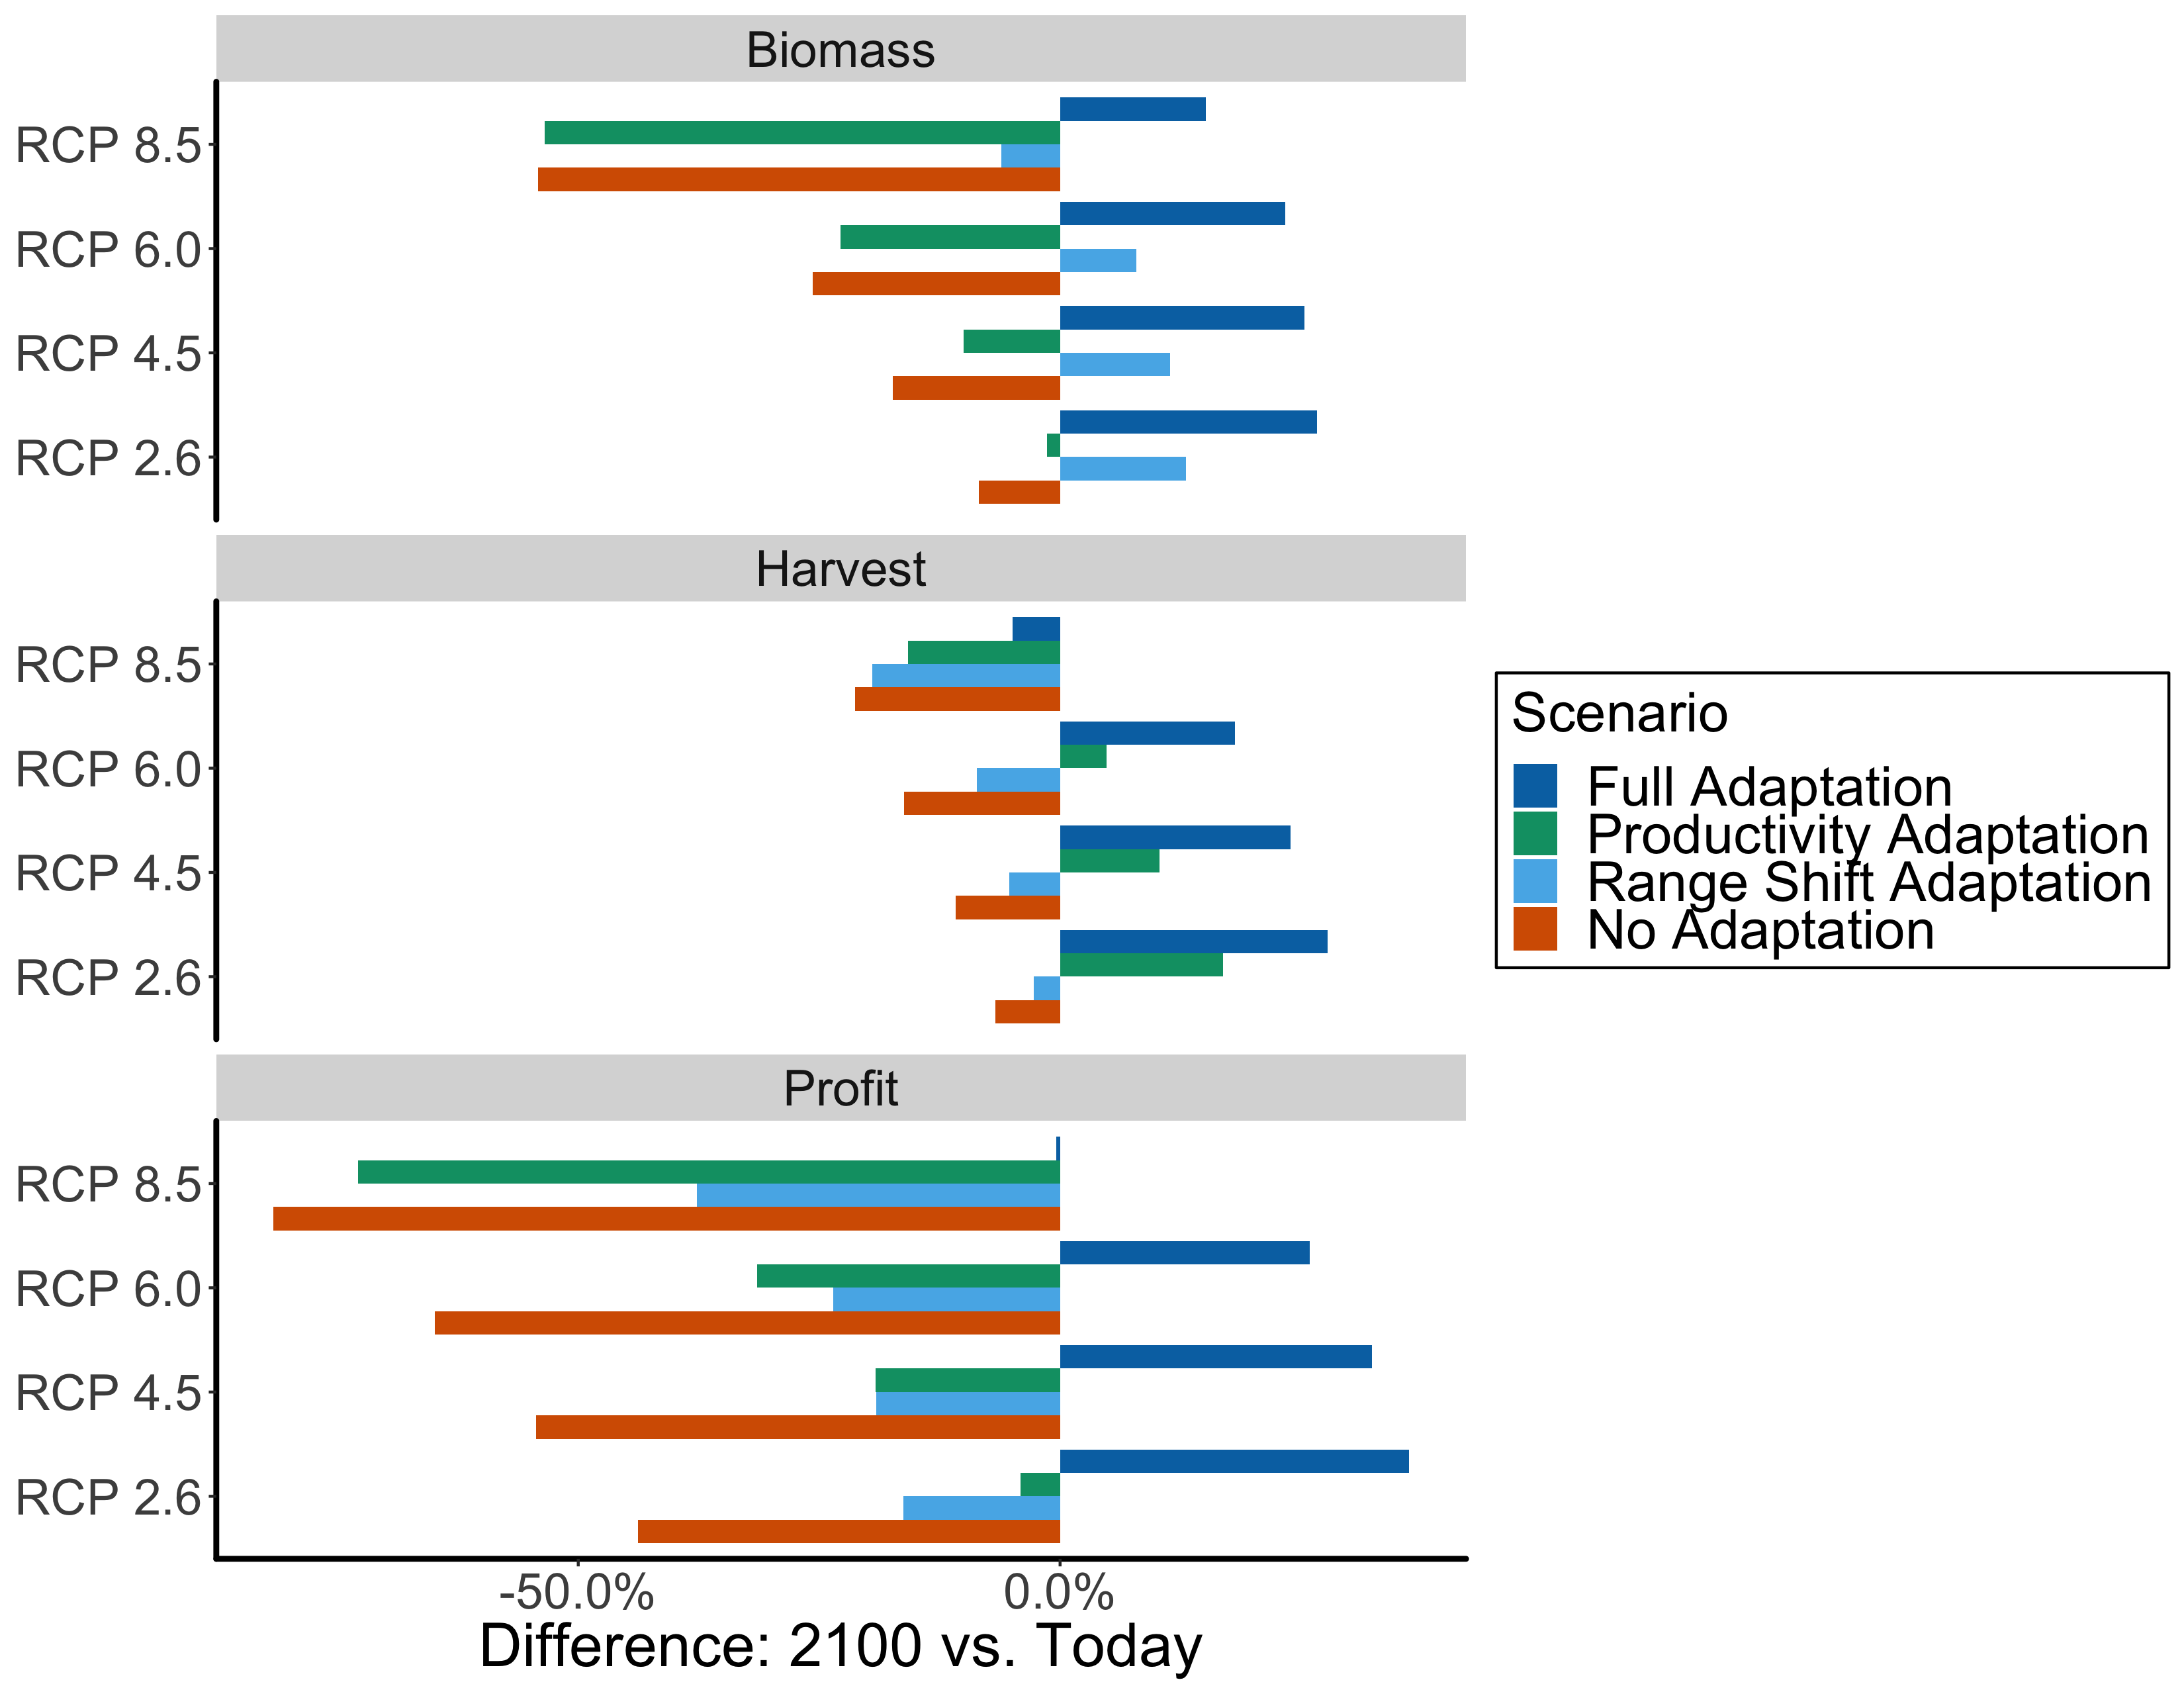 Biomass
RCP 8.5
RCP 6.0
RCP 4.5
RCP 2.6
Harvest
RCP 8.5
RCP 6.0
RCP 4.5
RCP 2.6
Profit
RCP 8.5
RCP 6.0
RCP 4.5
RCP 2.6
-50.0% 0.0%
Difference: 2100 vs. Today
Scenario
Full Adaptation
Productivity Adaptation
Range Shift Adaptation
No Adaptation